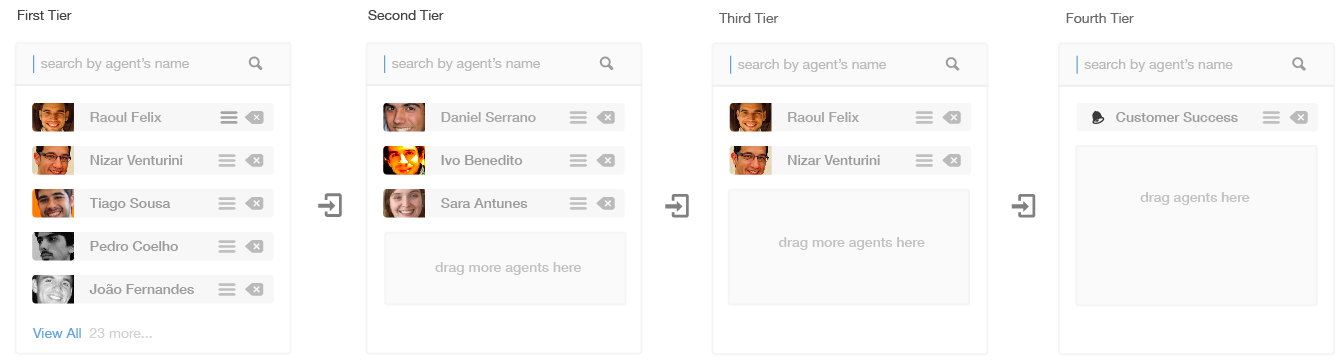 First Tier
search by agent's name
Raoul Felix
Nizar Venturini
Tiago Sousa
Pedro Coelho
João Fernandes
View All 23 more...
Second Tier
search by agent's name
Daniel Serrano
Ivo Benedito
Sara Antunes
drag more agents here
Third Tier
search by agent's name
Raoul Felix
Nizar Venturini
drag more agents here
Fourth Tier
search by agent's name
Customer Success
drag agents here